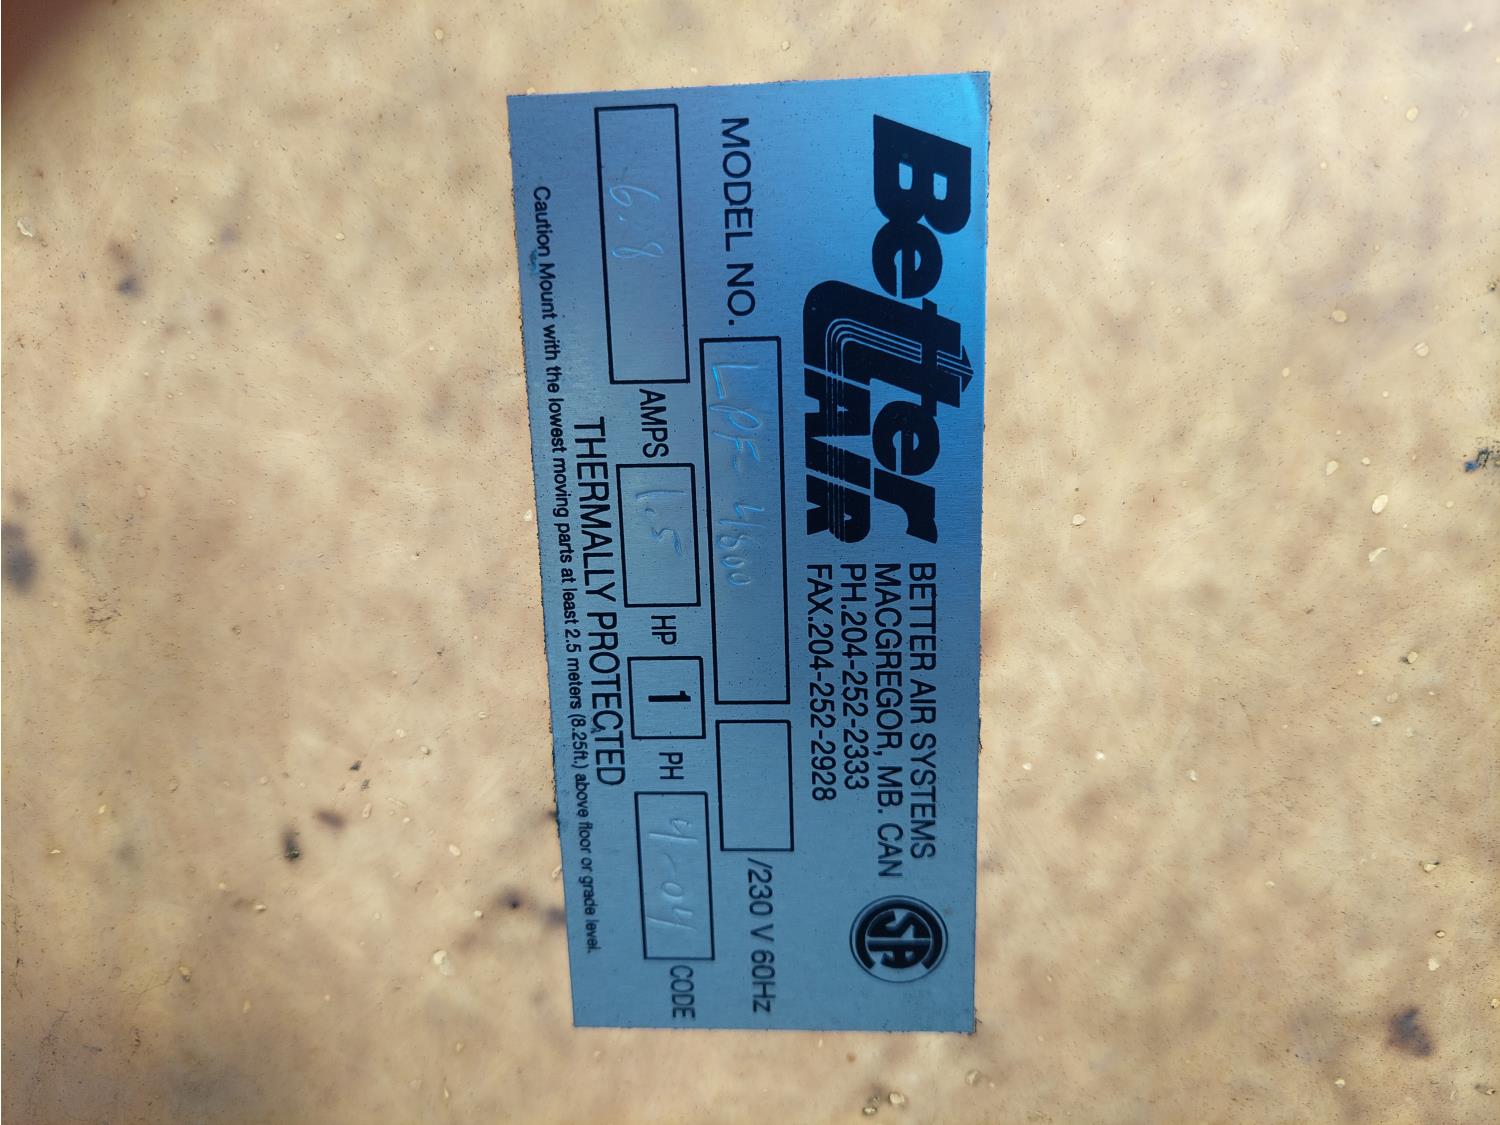 Better AIR
BETTER AIR SYSTEMS
MACGREGOR, MB. CAN
PH.204-252-2333
FAX.204-252-2928
SA
MODEL NO. LPF-4800 /230 V 60Hz
6.8 AMPS 1.5 HP 1 PH 4-04 CODE
THERMALLY PROTECTED
Caution Mount with the lowest moving parts at least 2.5 meters (8.25ft.) above floor or grade level.